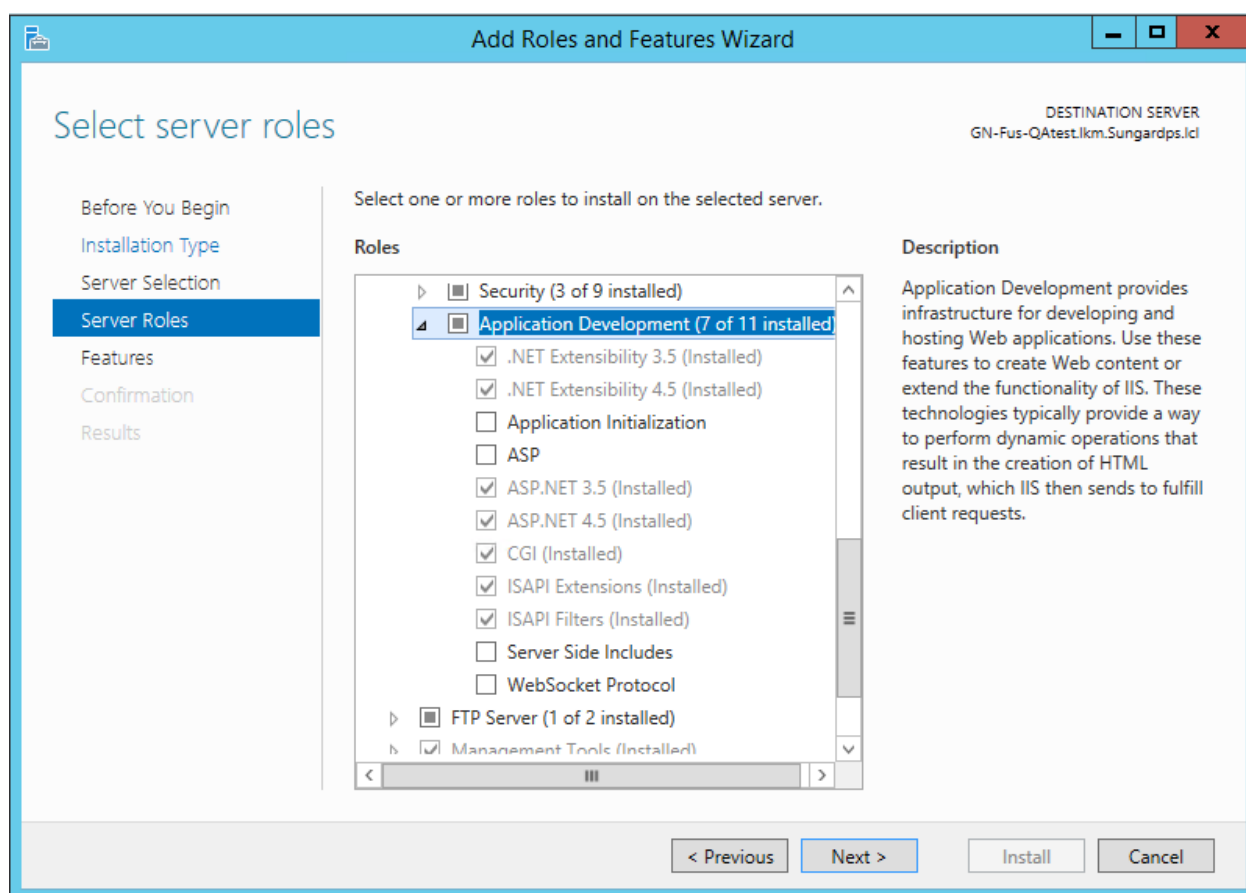 Add Roles and Features Wizard
Select server roles
DESTINATION SERVER
GN-Fus-QAtest.lkm.Sungardps.lcl
Before You Begin
Installation Type
Server Selection
Server Roles
Features
Confirmation
Results
Select one or more roles to install on the selected server.
Roles
Security (3 of 9 installed)
Application Development (7 of 11 installed)
.NET Extensibility 3.5 (Installed)
.NET Extensibility 4.5 (Installed)
Application Initialization
ASP
ASP.NET 3.5 (Installed)
ASP.NET 4.5 (Installed)
CGI (Installed)
ISAPI Extensions (Installed)
ISAPI Filters (Installed)
Server Side Includes
WebSocket Protocol
FTP Server (1 of 2 installed)
Management Tools (Installed)
Description
Application Development provides
infrastructure for developing and
hosting Web applications. Use these
features to create Web content or
extend the functionality of IIS. These
technologies typically provide a way
to perform dynamic operations that
result in the creation of HTML
output, which IIS then sends to fulfill
client requests.
< Previous
Next >
Install
Cancel